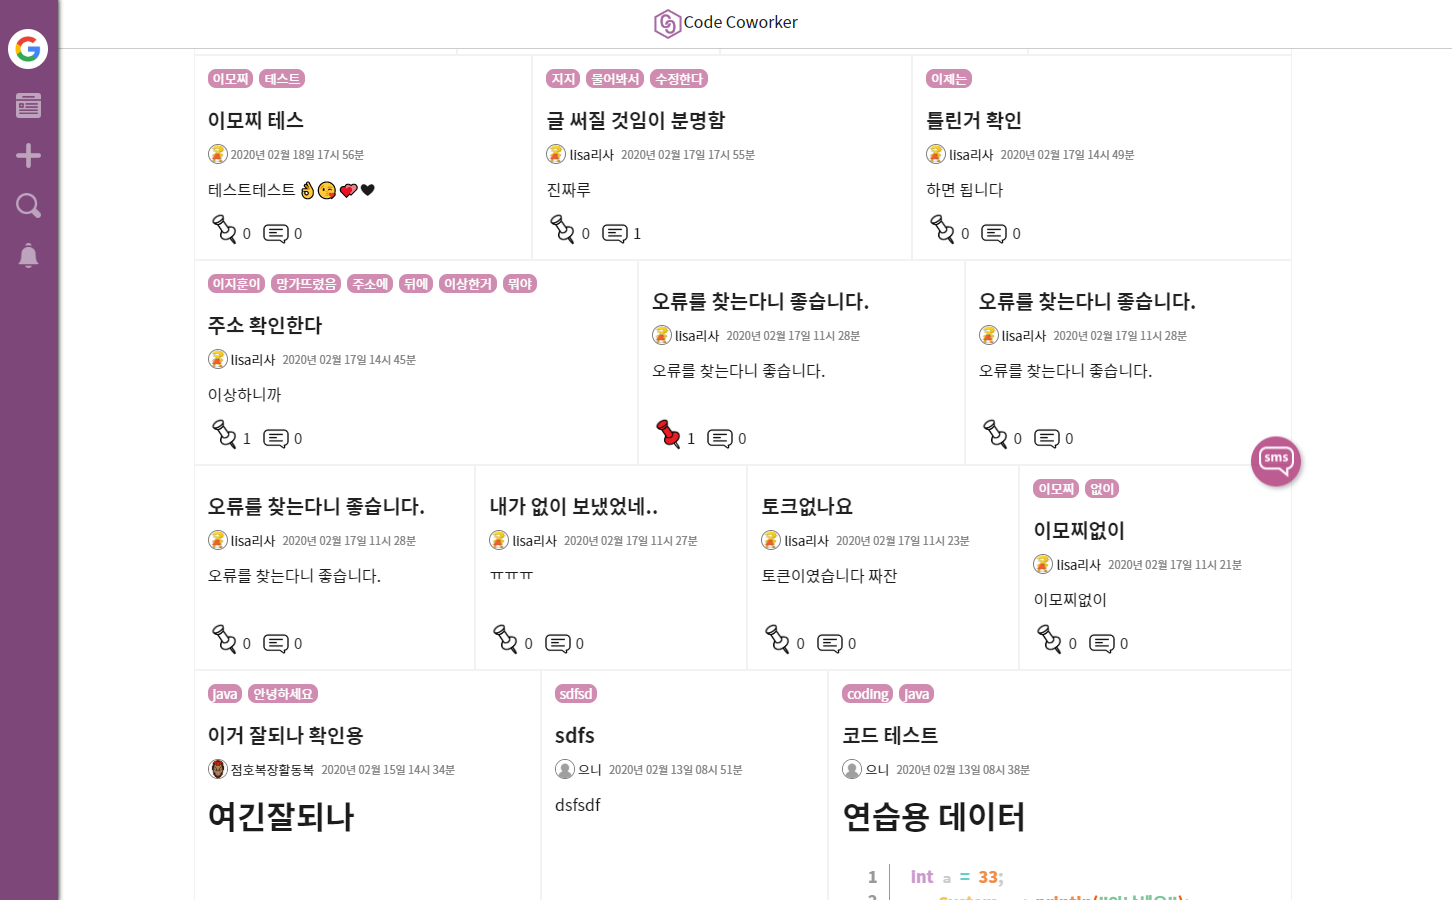 Code Coworker
이모찌 테스트
이모찌 테스
2020년 02월 18일 17시 56분
테스트테스트 👌😘💕🖤
0 0
지지 물어봐서 수정한다
글 써질 것임이 분명함
lisa리사 2020년 02월 17일 17시 55분
진짜루
0 1
이제는
틀린거 확인
lisa리사 2020년 02월 17일 14시 49분
하면 됩니다
0 0
이지훈이 망가뜨렸음 주소에 뒤에 이상한거 뭐야
주소 확인한다
lisa리사 2020년 02월 17일 14시 45분
이상하니까
1 0
오류를 찾는다니 좋습니다.
lisa리사 2020년 02월 17일 11시 28분
오류를 찾는다니 좋습니다.
1 0
오류를 찾는다니 좋습니다.
lisa리사 2020년 02월 17일 11시 28분
오류를 찾는다니 좋습니다.
0 0
sms
오류를 찾는다니 좋습니다.
lisa리사 2020년 02월 17일 11시 28분
오류를 찾는다니 좋습니다.
0 0
내가 없이 보냈었네..
lisa리사 2020년 02월 17일 11시 27분
ㅠㅠㅠ
0 0
토크없나요
lisa리사 2020년 02월 17일 11시 23분
토큰이였습니다 짜잔
0 0
이모찌 없이
이모찌없이
lisa리사 2020년 02월 17일 11시 21분
이모찌없이
0 0
java 안녕하세요
이거 잘되나 확인용
점호복장활동복 2020년 02월 15일 14시 34분
여긴잘되나
sdfsd
sdfs
으니 2020년 02월 13일 08시 51분
dsfsdf
coding java
코드 테스트
으니 2020년 02월 13일 08시 38분
연습용 데이터
1 int a = 33;